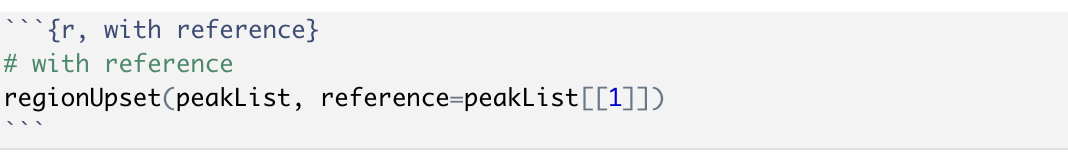 ```{r, with reference}
# with reference
regionUpset(peakList, reference=peakList[[1]])
```